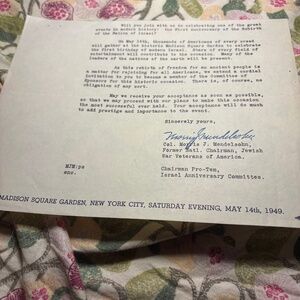 Will you join with us in celebrating one of the great
events in modern history: the First Anniversary of the Rebirth
of the Nation of Israel?
On May 14th, thousands of Americans of every creed
will gather at the historic Madison Square Garden to celebrate
the first birthday of modern Israel. Stars of every field of
entertainment will contribute to the success of the event and
leaders of the nations of the earth will be present.
As this rebirth of freedom for an ancient people is
a matter for rejoicing for all Americans, we extend a cordial
invitation to you to become a member of the Committee of
Sponsors for this historic occasion. There is, of course, no
obligation of any sort.
May we receive your acceptance as soon as possible,
so that we may proceed with our plans to make this occasion
the most successful ever held. Your acceptance will do much
to add prestige and importance to our efforts.
Sincerely yours,
Morris J Mendelsohn
Col. Morris J. Mendelsohn,
Former Natl. Chairman, Jewish
War Veterans of America.
MJM:ps
enc.
Chairman Pro-Tem,
Israel Anniversary Committee.
MADISON SQUARE GARDEN, NEW YORK CITY, SATURDAY EVENING, MAY 14th, 1949.